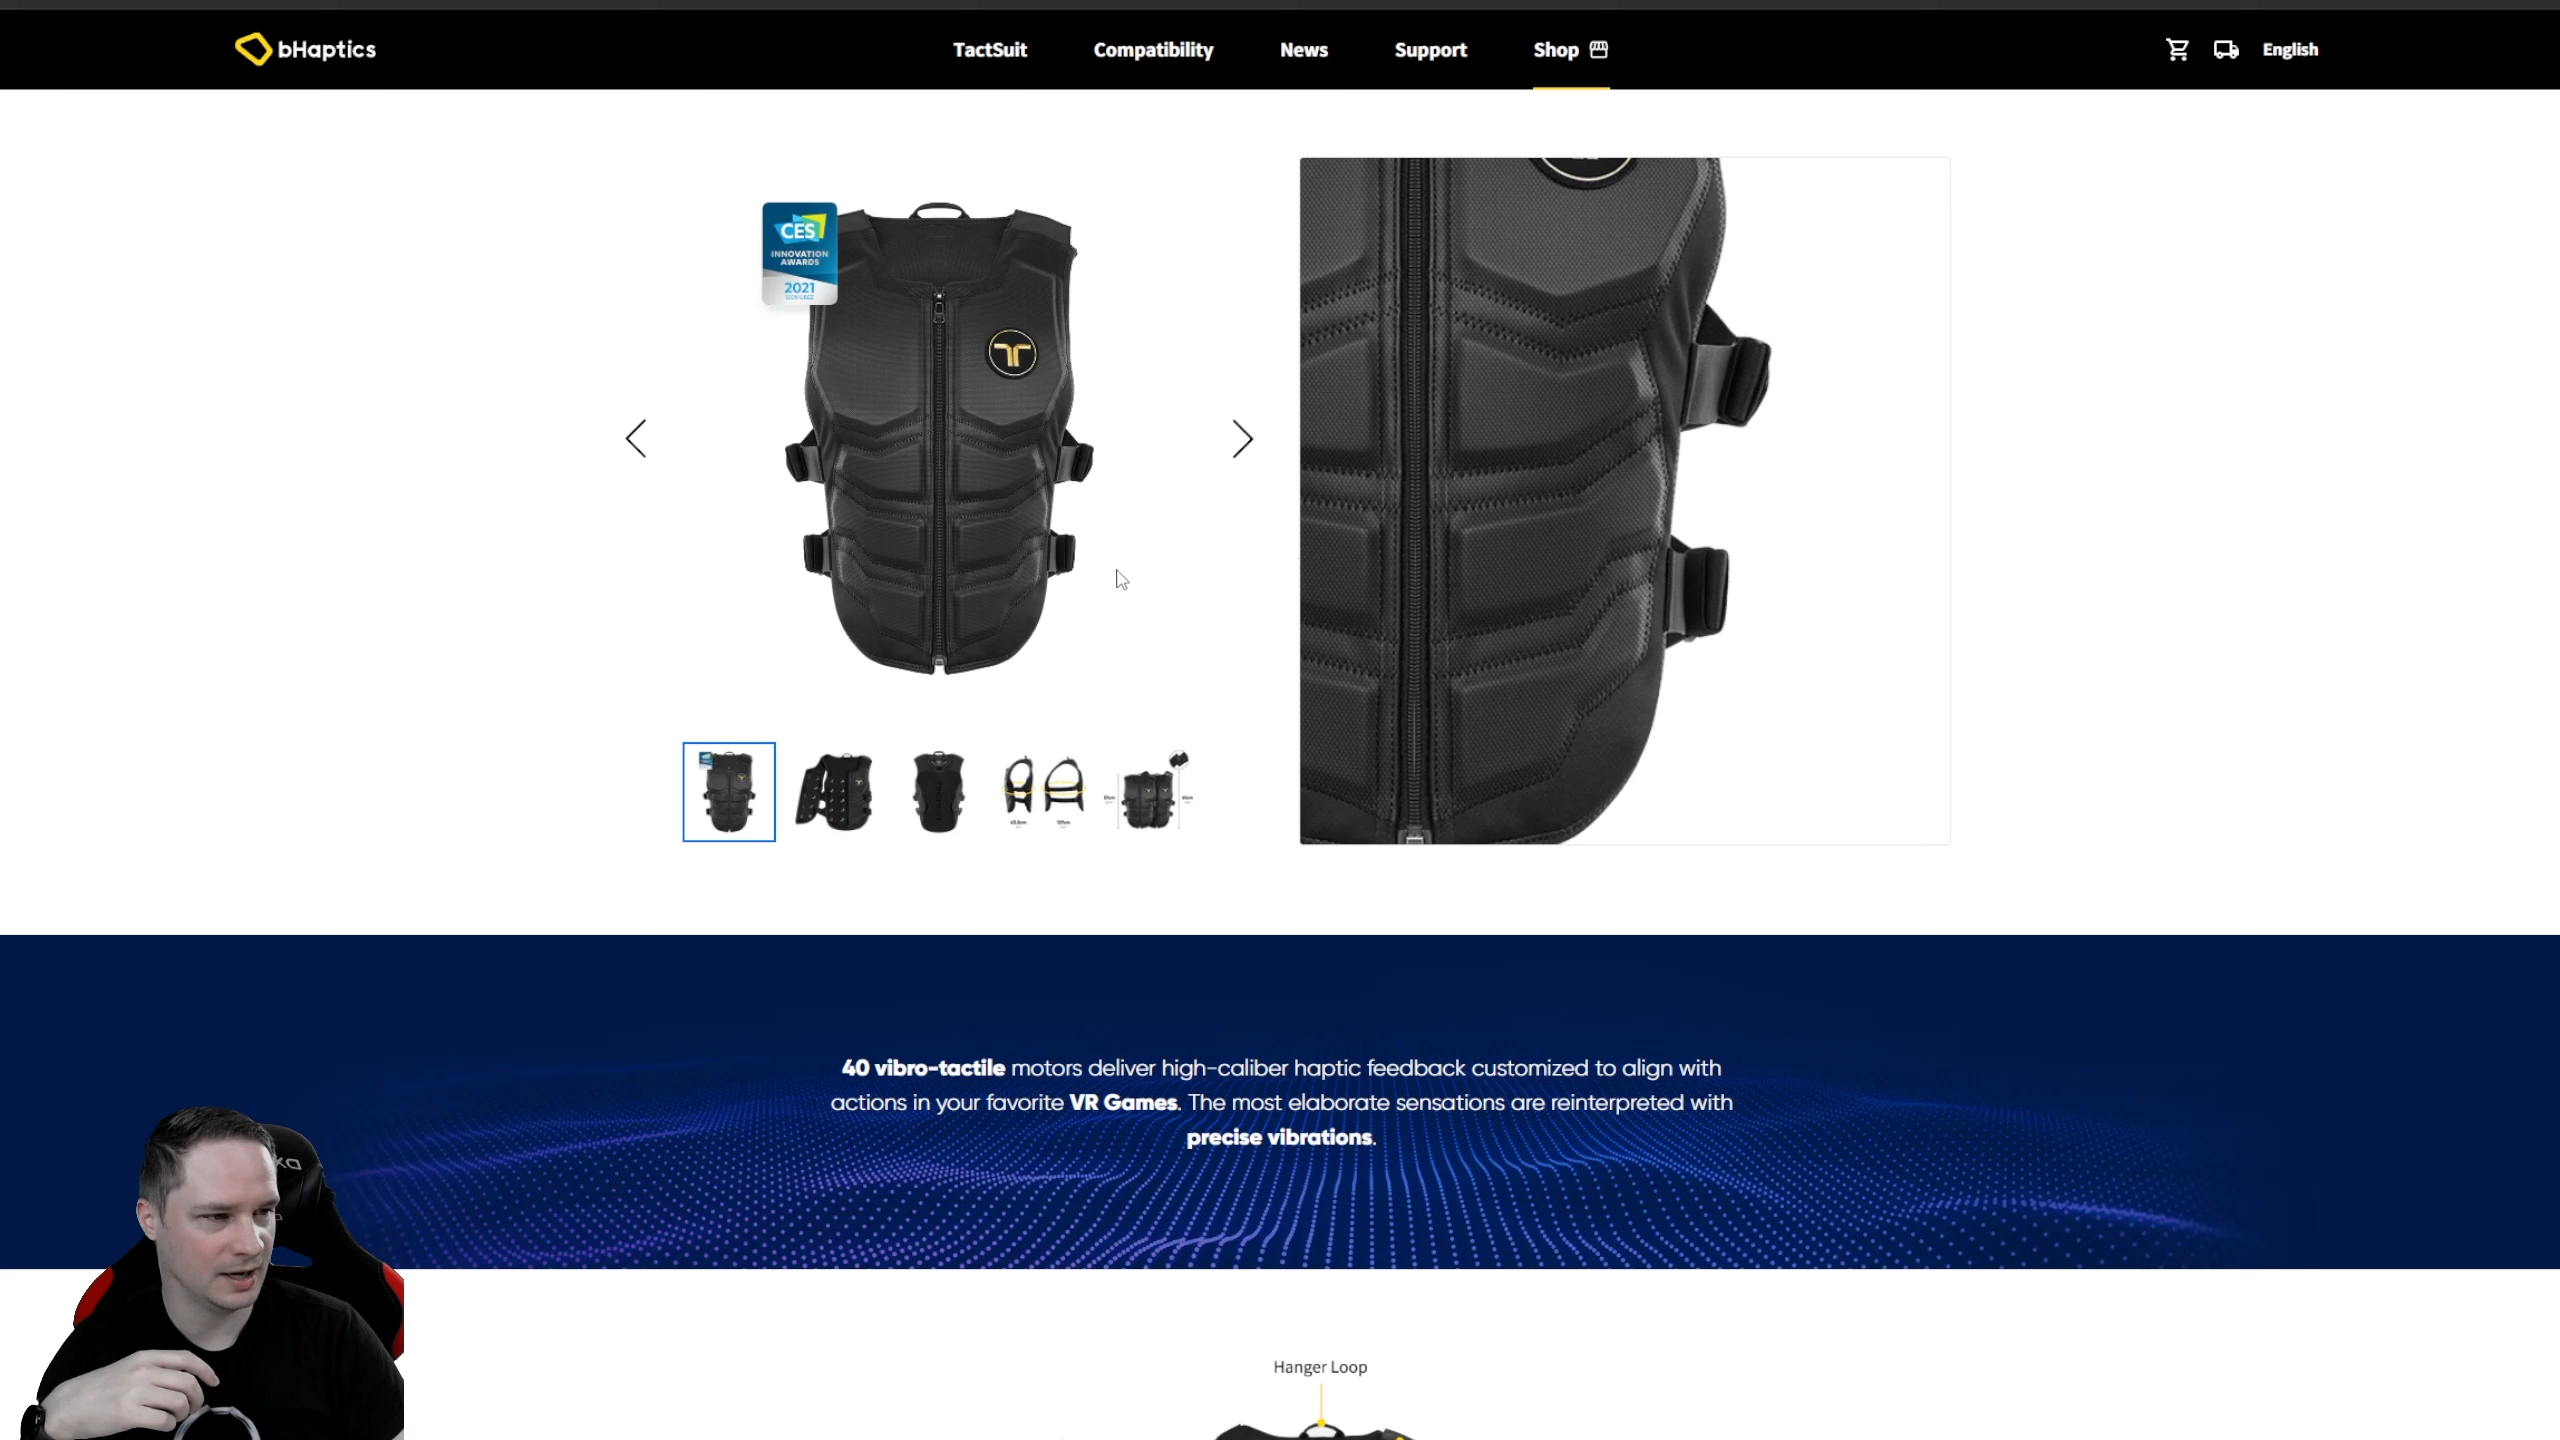 bHaptics
TactSuit
Compatibility
News
Support
Shop
English
CES
INNOVATION
AWARDS
2021
HONOREE
40 vibro-tactile motors deliver high-caliber haptic feedback customized to align with
actions in your favorite VR Games. The most elaborate sensations are reinterpreted with
precise vibrations.
Hanger Loop